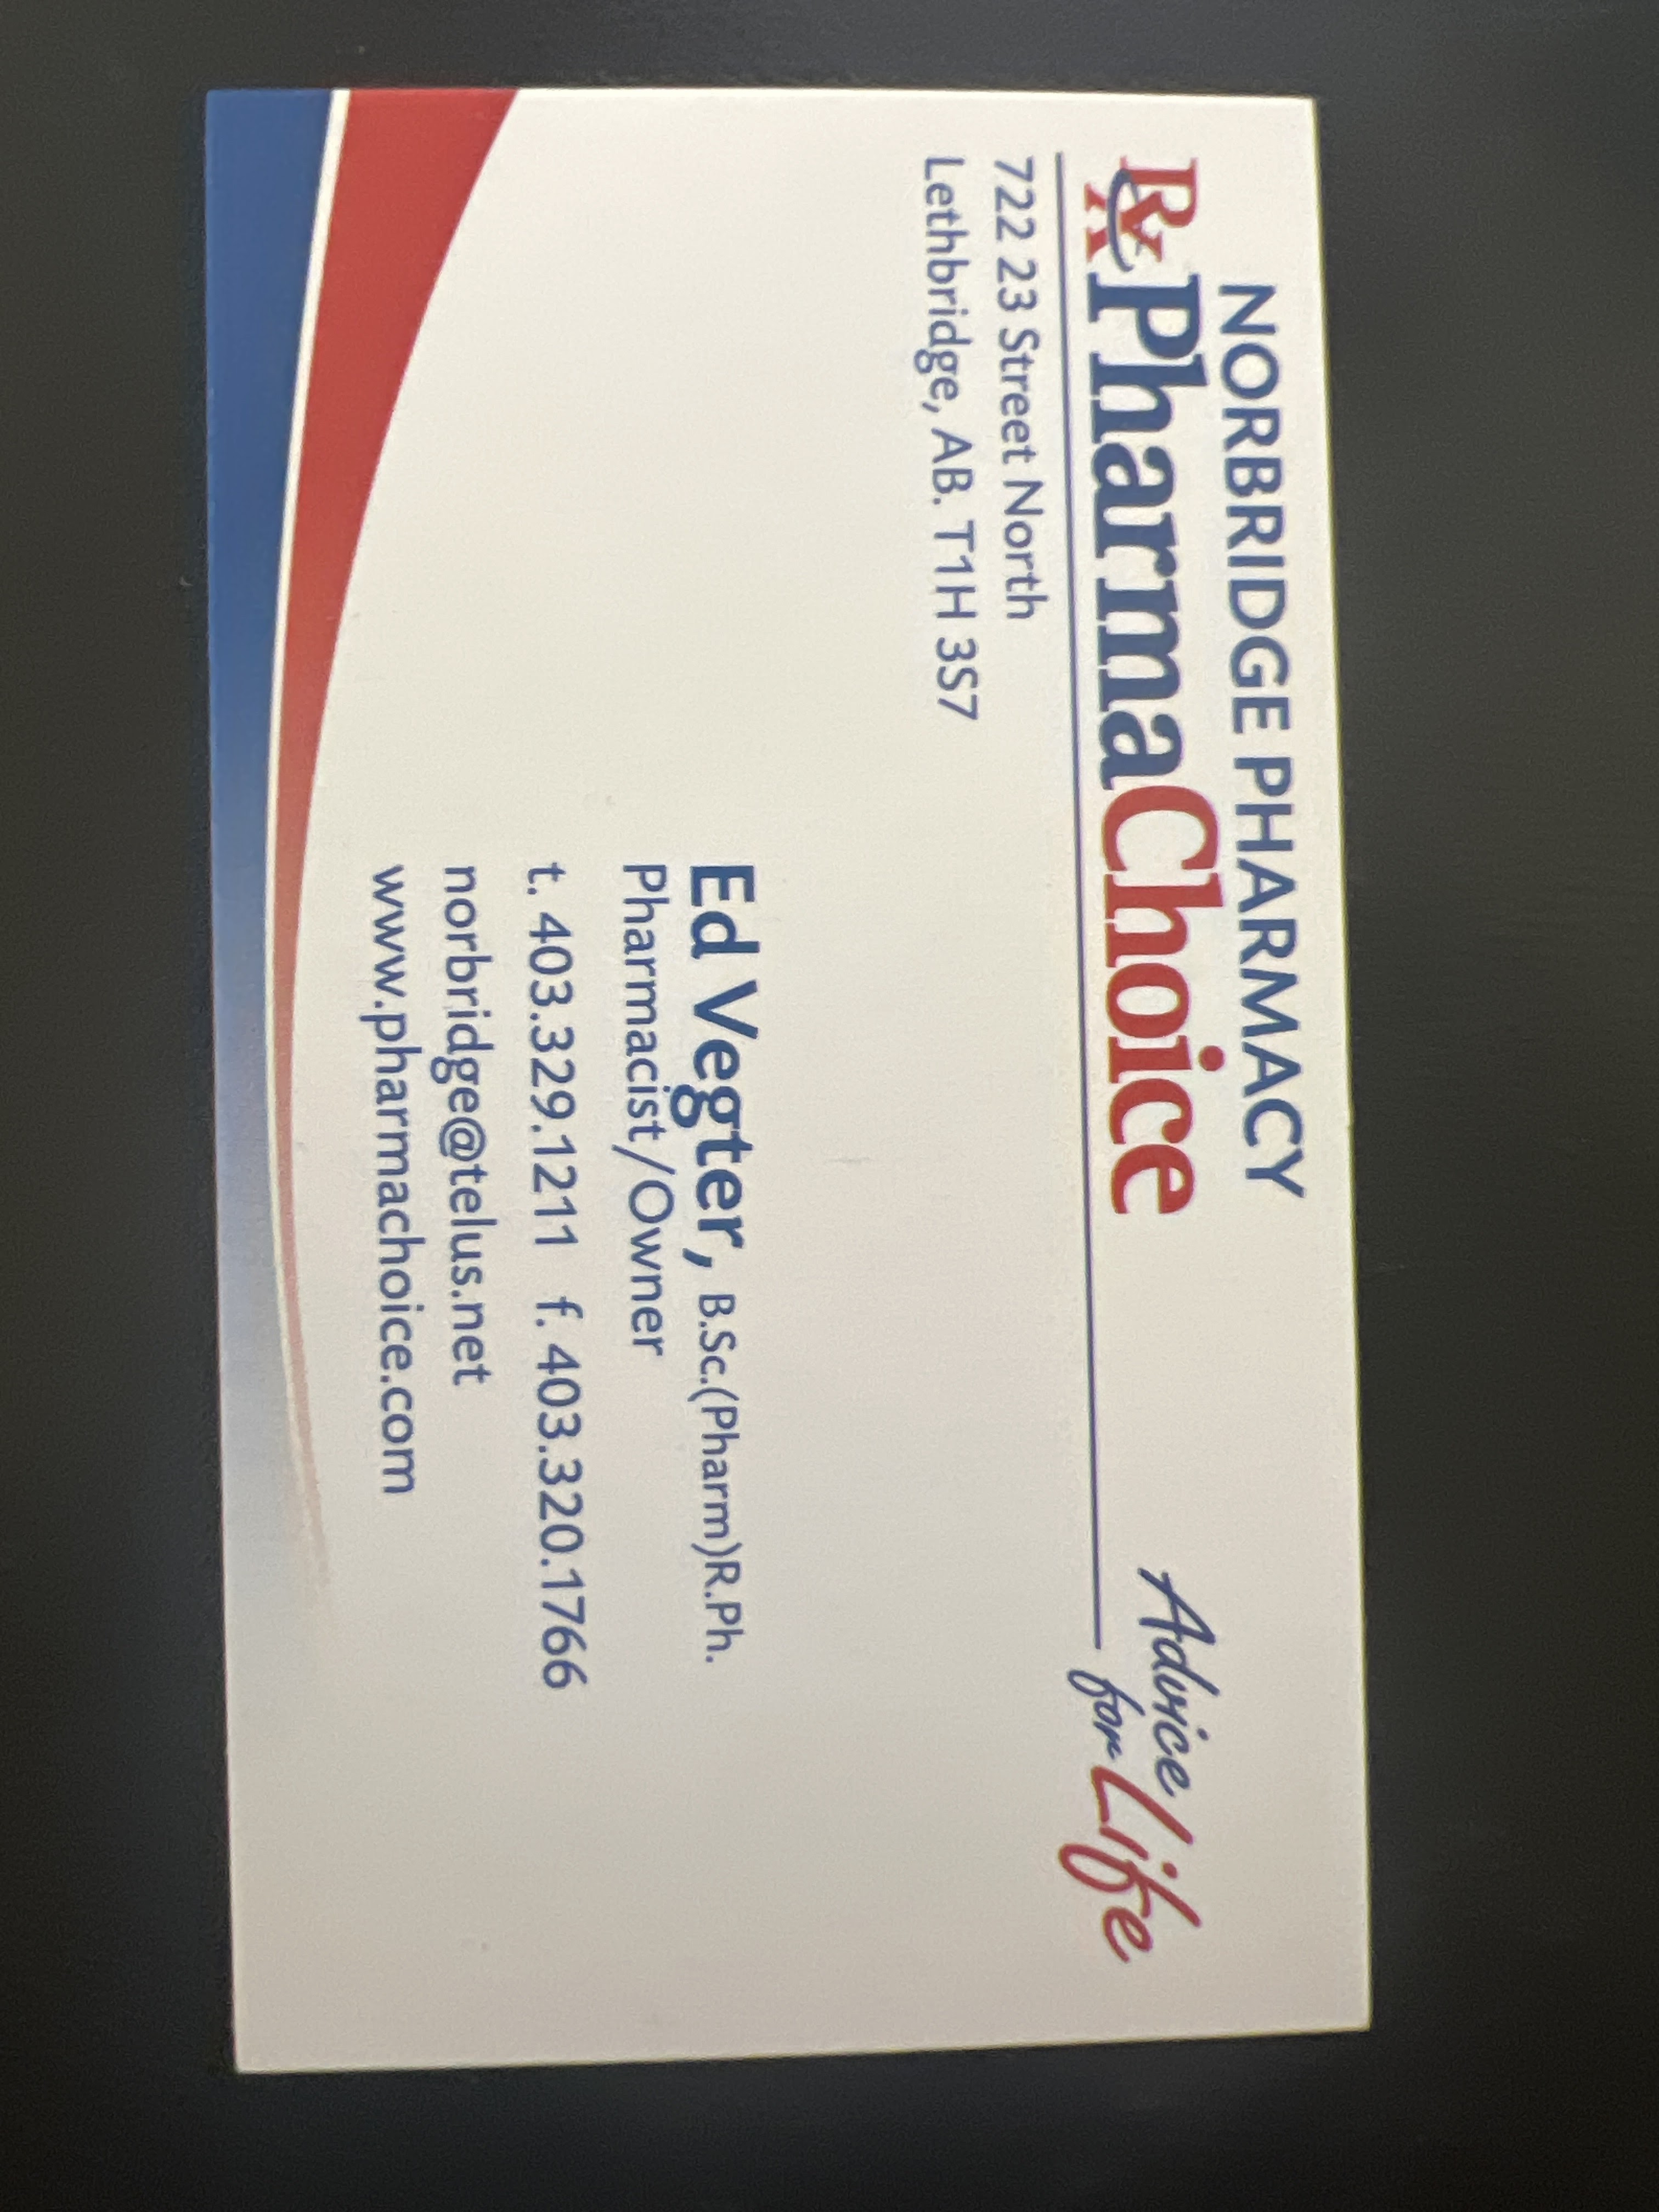 NORBRIDGE PHARMACY
Rx PharmaChoice
Advice
for Life
722 23 Street North
Lethbridge, AB. T1H 3S7
Ed Vegter, B.Sc.(Pharm)R.Ph.
Pharmacist/Owner
t. 403.329.1211 f. 403.320.1766
norbridge@telus.net
www.pharmachoice.com